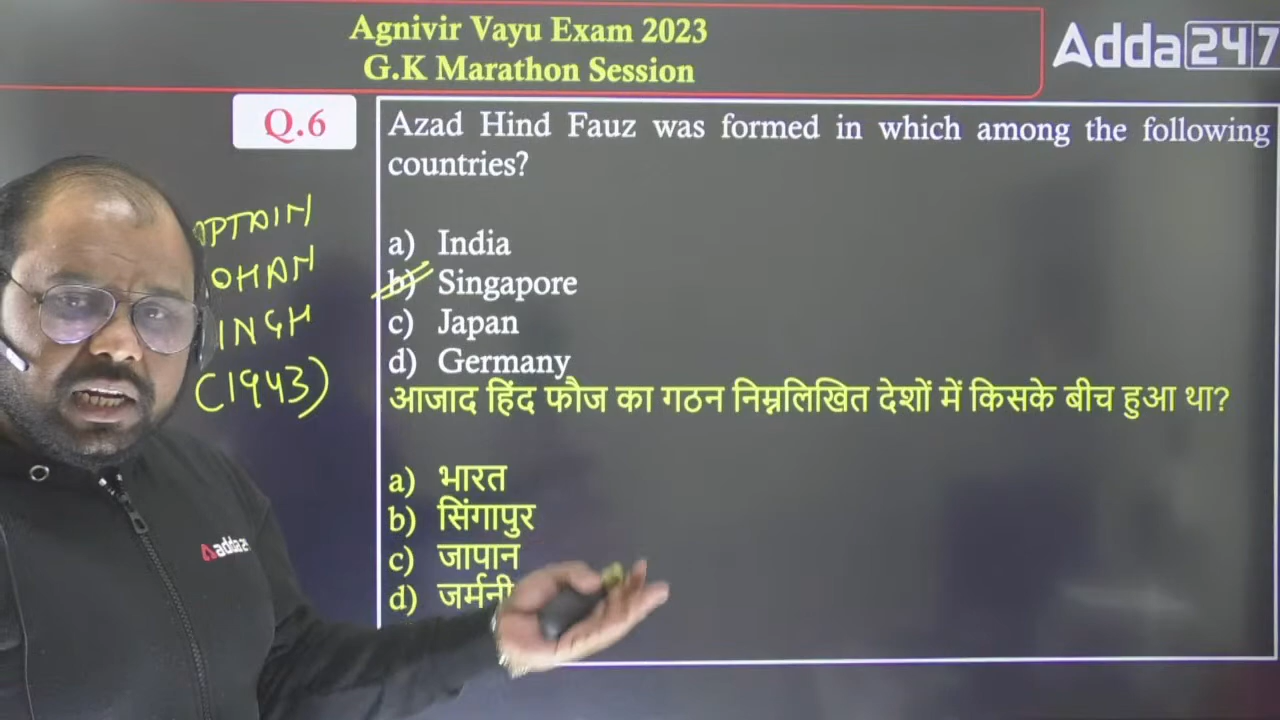 Agnivir Vayu Exam 2023
G.K Marathon Session
Adda247
Q.6
Azad Hind Fauz was formed in which among the following
countries?
a) India
b) Singapore
c) Japan
d) Germany
आजाद हिंद फौज का गठन निम्नलिखित देशों में किसके बीच हुआ था?
a) भारत
b) सिंगापुर
c) जापान
d) जर्मनी
(1943)